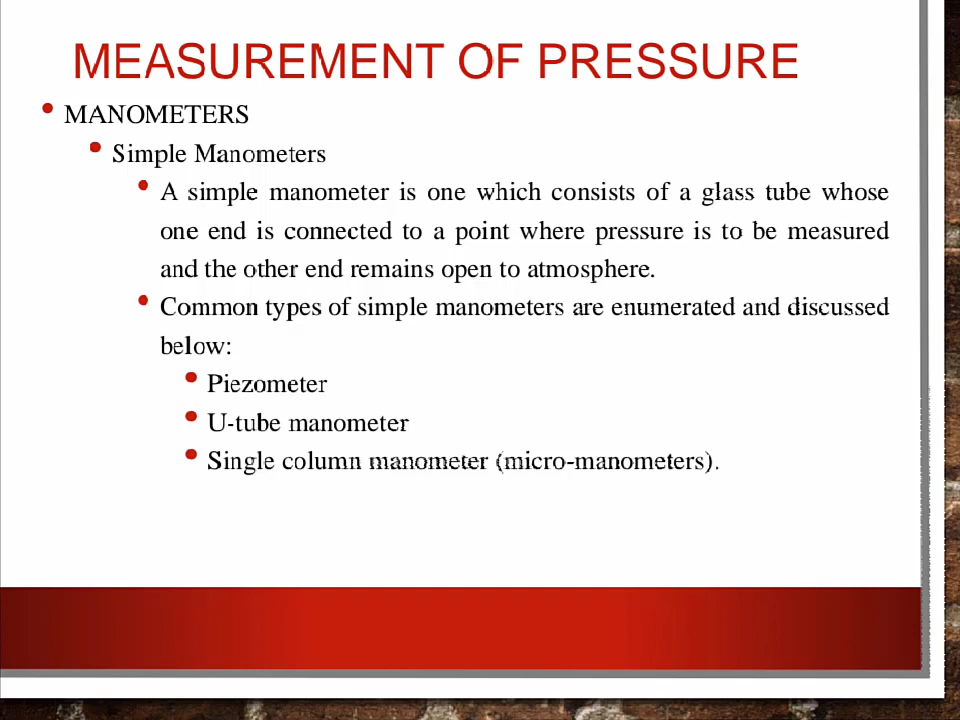 MEASUREMENT OF PRESSURE
• MANOMETERS
• Simple Manometers
• A simple manometer is one which consists of a glass tube whose
one end is connected to a point where pressure is to be measured
and the other end remains open to atmosphere.
• Common types of simple manometers are enumerated and discussed
below:
• Piezometer
• U-tube manometer
• Single column manometer (micro-manometers).